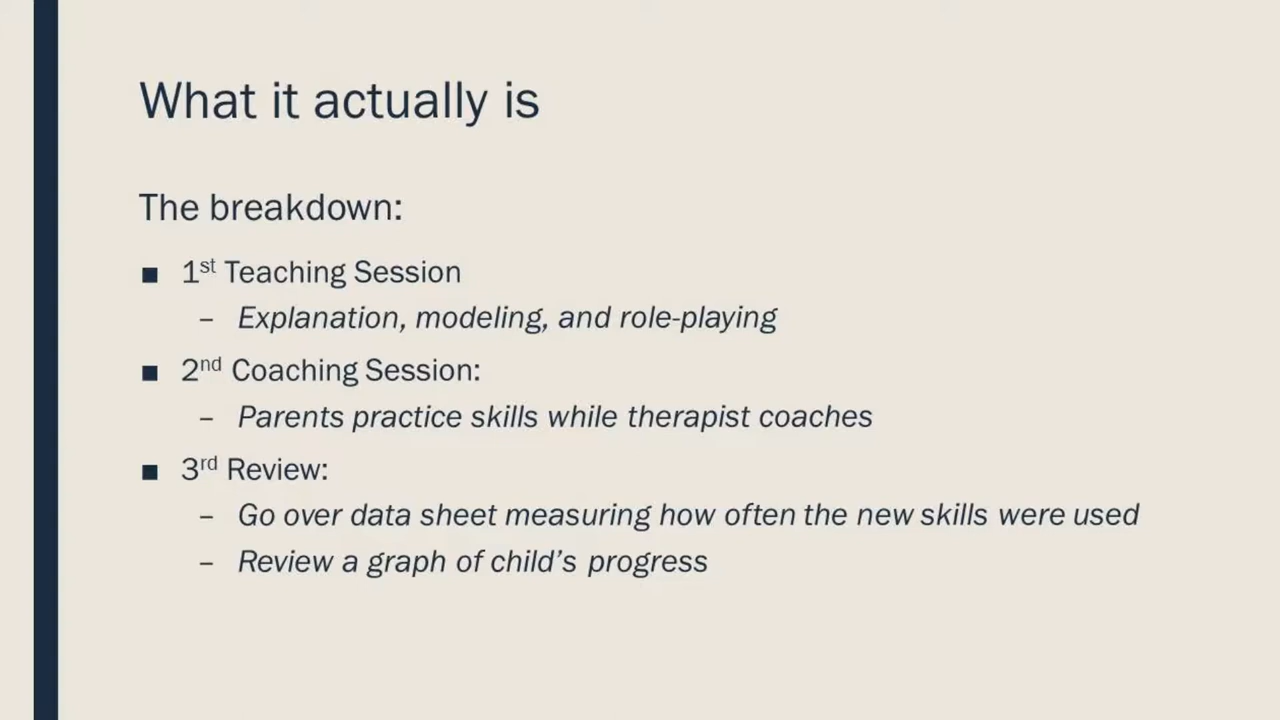 What it actually is
The breakdown:
■ 1st Teaching Session
– Explanation, modeling, and role-playing
■ 2nd Coaching Session:
– Parents practice skills while therapist coaches
■ 3rd Review:
– Go over data sheet measuring how often the new skills were used
– Review a graph of child’s progress